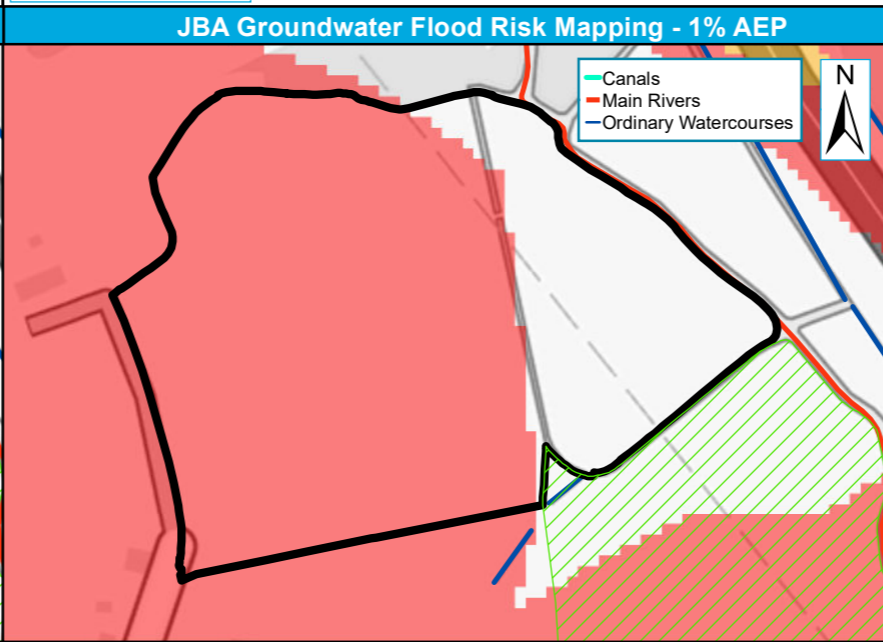 JBA Groundwater Flood Risk Mapping - 1% AEP
Canals
Main Rivers
Ordinary Watercourses
N